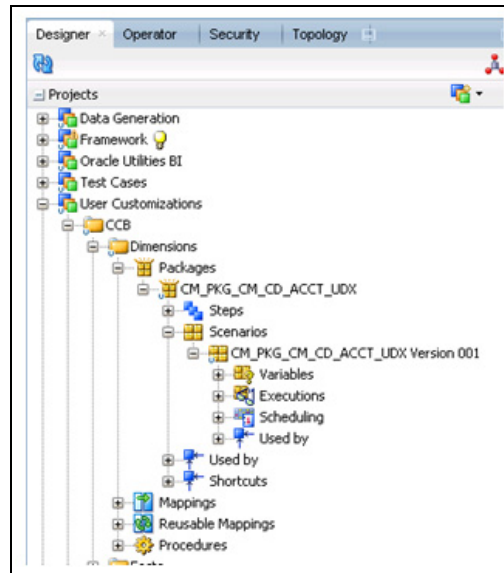 Designer Operator Security Topology
Projects
Data Generation
Framework
Oracle Utilities BI
Test Cases
User Customizations
CCB
Dimensions
Packages
CM_PKG_CM_CD_ACCT_UDX
Steps
Scenarios
CM_PKG_CM_CD_ACCT_UDX Version 001
Variables
Executions
Scheduling
Used by
Used by
Shortcuts
Mappings
Reusable Mappings
Procedures